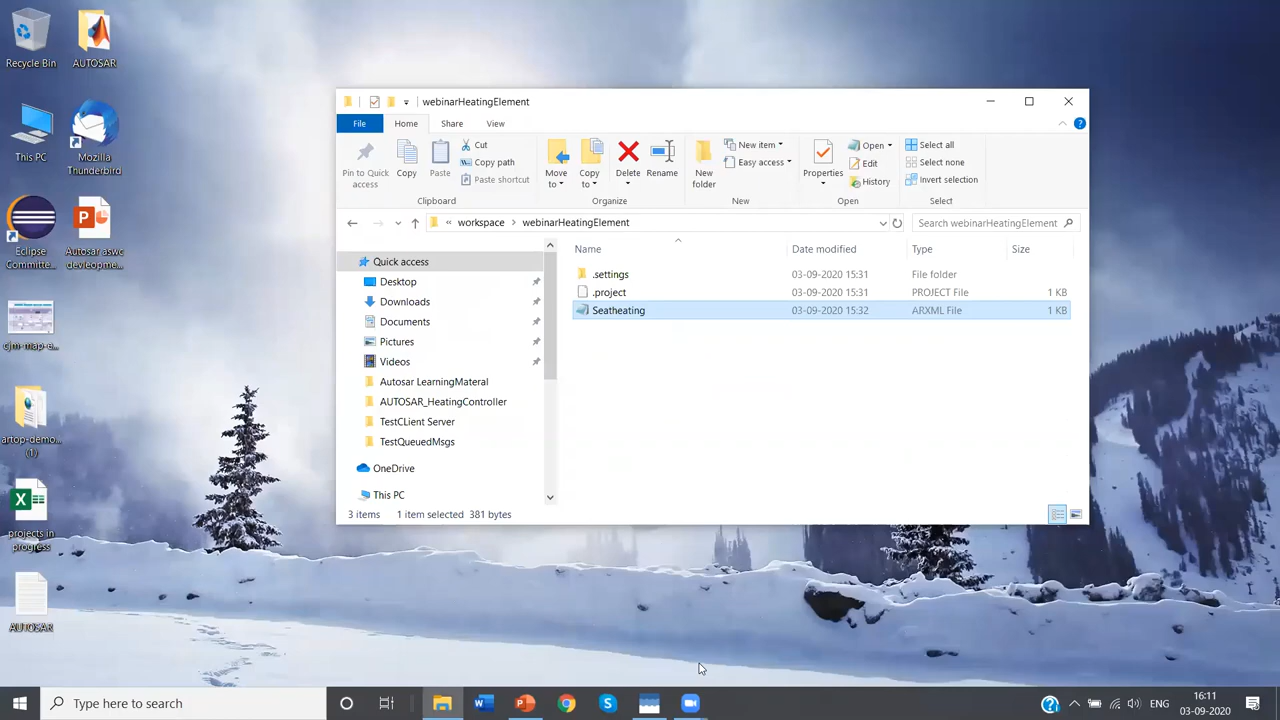 Recycle Bin
AUTOSAR
This PC
Mozilla
Thunderbird
Eclipse
Committe...
Autosar aswc
devleopme...
cjm-map-e...
artop-demo...
(1)
projects in
progress
AUTOSAR
webinarHeatingElement
File
Home
Share
View
Pin to Quick
access
Copy
Paste
Cut
Copy path
Paste shortcut
Clipboard
Move
to
Copy
to
Delete
Rename
Organize
New
folder
New item
Easy access
New
Properties
Open
Edit
History
Open
Select all
Select none
Invert selection
Select
« workspace > webinarHeatingElement
Search webinarHeatingElement
Name
Date modified
Type
Size
.settings 03-09-2020 15:31 File folder
.project 03-09-2020 15:31 PROJECT File 1 KB
Seatheating 03-09-2020 15:32 ARXML File 1 KB
Quick access
Desktop
Downloads
Documents
Pictures
Videos
Autosar LearningMateral
AUTOSAR_HeatingController
TestCLient Server
TestQueuedMsgs
OneDrive
This PC
3 items
1 item selected 381 bytes
Type here to search
ENG
16:11
03-09-2020